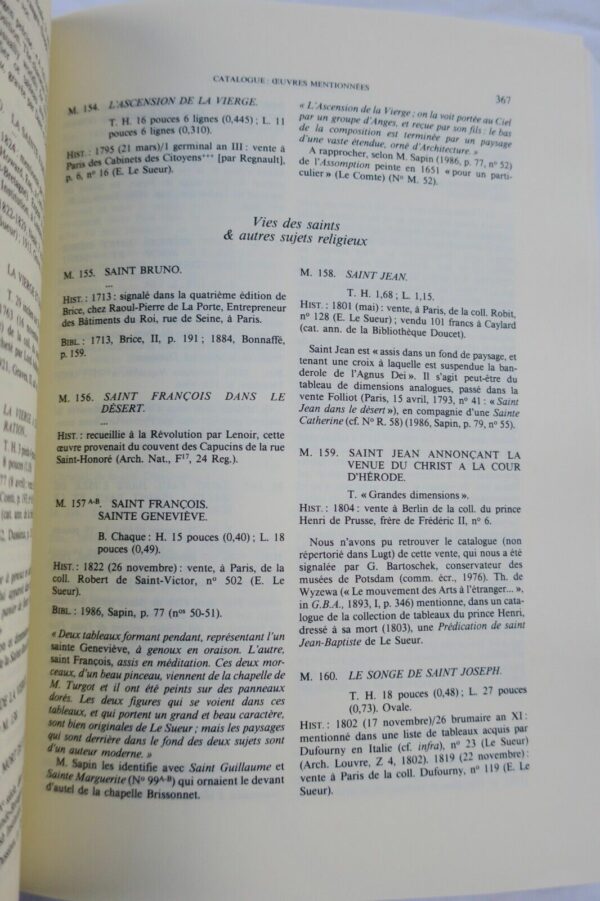 CATALOGUE : ŒUVRES MENTIONNÉES
367
M. 154. L'ASCENSION DE LA VIERGE.
T. H. 16 pouces 6 lignes (0,445) ; L. 11
pouces 6 lignes (0,310).
HIST : 1795 (21 mars)/1 germinal an III : vente à
Paris des Cabinets des Citoyens*** [par Regnault],
p. 6, nº 16 (E. Le Sueur).
« L'Ascension de la Vierge ; on la voit portée au Ciel
par un groupe d'Anges, et reçue par son fils : le bas
de la composition est terminée par un paysage
d'une vaste étendue, orné d'Architecture. »
A rapprocher, selon M. Sapin (1986, p. 77, nº 52)
de l'Assomption peinte en 1651 « pour un parti-
culier » (Le Comte) (Nº M. 52).
Vies des saints
& autres sujets religieux
M. 155. SAINT BRUNO.
...
HIST. : 1713 : signalé dans la quatrième édition de
Brice, chez Raoul-Pierre de La Porte, Entrepreneur
des Bâtiments du Roi, rue de Seine, à Paris.
BIBL. : 1713, Brice, II, p. 191 ; 1884, Bonnaffé,
p. 159.
M. 156. SAINT FRANÇOIS DANS LE
DÉSERT.
...
HIST. : recueillie à la Révolution par Lenoir, cette
œuvre provenait du couvent des Capucins de la rue
Saint-Honoré (Arch. Nat., F17, 24 Reg.).
M. 157 A-B. SAINT FRANÇOIS.
SAINTE GENEVIÈVE.
B. Chaque : H. 15 pouces (0,40) ; L. 18
pouces (0,49).
HIST. : 1822 (26 novembre) : vente, à Paris, de la
coll. Robert de Saint-Victor, nº 502 (E. Le
Sueur).
BIBL. : 1986, Sapin, p. 77 (nos 50-51).
« Deux tableaux formant pendant, représentant l'un
sainte Geneviève, à genoux en oraison. L'autre,
saint François, assis en méditation. Ces deux mor-
ceaux, d'un beau pinceau, viennent de la chapelle de
M. Turgot et il ont été peints sur des panneaux
dorés. Les deux figures qui se voient dans ces
tableaux, et qui portent un grand et beau caractère,
sont bien originales de Le Sueur ; mais les paysages
qui sont derrière dans le fond des deux sujets sont
d'un auteur moderne. »
M. Sapin les identifie avec Saint Guillaume et
Sainte Marguerite (Nº 99A-B) qui ornaient le devant
d'autel de la chapelle Brissonnet.
M. 158. SAINT JEAN.
T. H. 1,68 ; L. 1,15.
HIST. : 1801 (mai) : vente, à Paris, de la coll. Robit,
nº 128 (E. Le Sueur) ; vendu 101 francs à Caylard
(cat. ann. de la Bibliothèque Doucet).
Saint Jean est « assis dans un fond de paysage, et
tenant une croix à laquelle est suspendue la ban-
derole de l'Agnus Dei ». Il s'agit peut-être du
tableau de dimensions analogues, passé dans la
vente Folliot (Paris, 15 avril, 1793, nº 41 : « Saint
Jean dans le désert »), en compagnie d'une Sainte
Catherine (cf. Nº R. 58) (1986, Sapin, p. 79, nº 55).
M. 159. SAINT JEAN ANNONÇANT LA
VENUE DU CHRIST A LA COUR
D'HÉRODE.
T. « Grandes dimensions ».
HIST. : 1804 : vente à Berlin de la coll. du prince
Henri de Prusse, frère de Frédéric II, nº 6.
Nous n'avons pu retrouver le catalogue (non
répertorié dans Lugt) de cette vente, qui nous a été
signalée par G. Bartoschek, conservateur des
musées de Potsdam (comm. écr., 1976). Th. de
Wyzewa (« Le mouvement des Arts à l'étranger... »,
in G.B.A., 1893, I, p. 346) mentionne, dans un cata-
logue de la collection de tableaux du prince Henri,
dressé à sa mort (1803), une Prédication de saint
Jean-Baptiste de Le Sueur.
M. 160. LE SONGE DE SAINT JOSEPH.
T. H. 18 pouces (0,48) ; L. 27 pouces
(0,73). Ovale.
HIST. : 1802 (17 novembre)/26 brumaire an XI :
mentionné dans une liste de tableaux acquis par
Dufourny en Italie (cf. infra), nº 23 (Le Sueur)
(Arch. Louvre, Z 4, 1802). 1819 (22 novembre) :
vente à Paris de la coll. Dufourny, nº 119 (E. Le
Sueur).